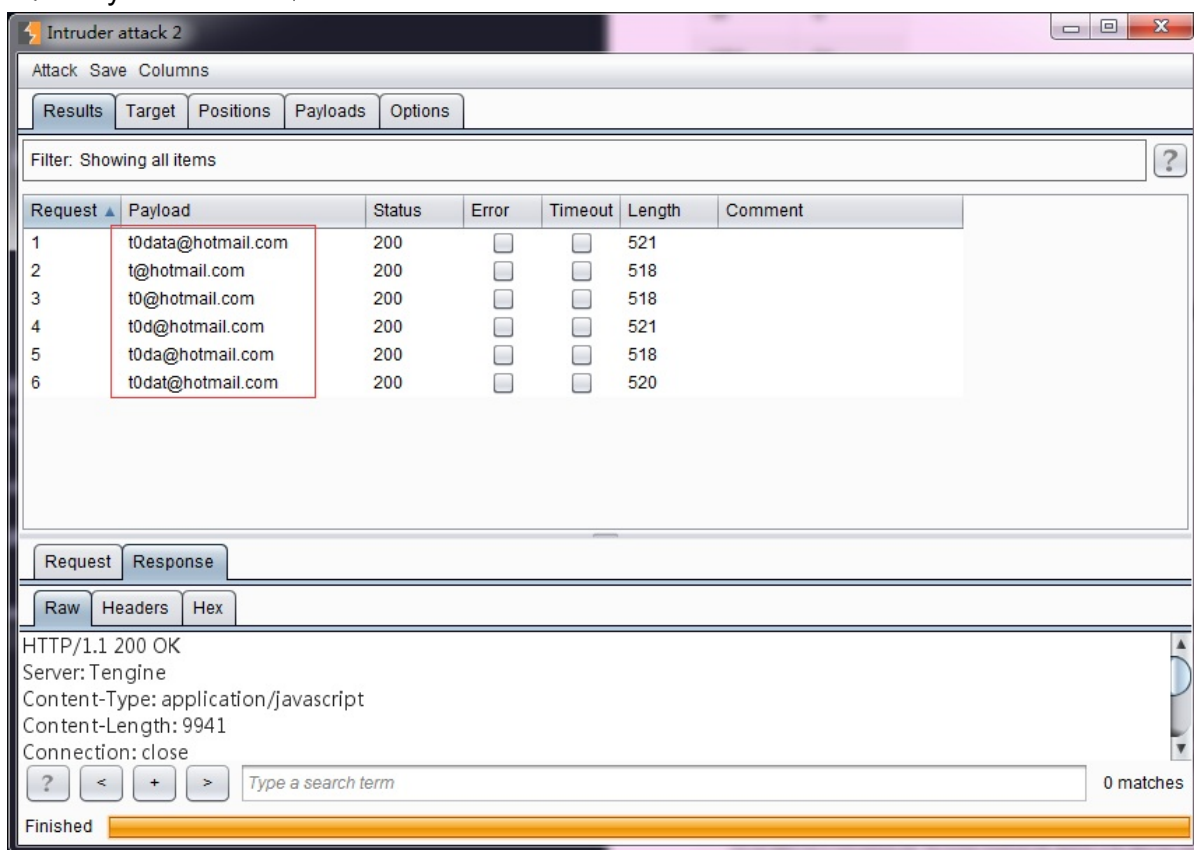 Intruder attack 2
Attack Save Columns
Results Target Positions Payloads Options
Filter: Showing all items ?
Request Payload Status Error Timeout Length Comment
1 t0data@hotmail.com 200 521
2 t@hotmail.com 200 518
3 t0@hotmail.com 200 518
4 t0d@hotmail.com 200 521
5 t0da@hotmail.com 200 518
6 t0dat@hotmail.com 200 520
Request Response
Raw Headers Hex
HTTP/1.1 200 OK
Server: Tengine
Content-Type: application/javascript
Content-Length: 9941
Connection: close
? < + > Type a search term 0 matches
Finished